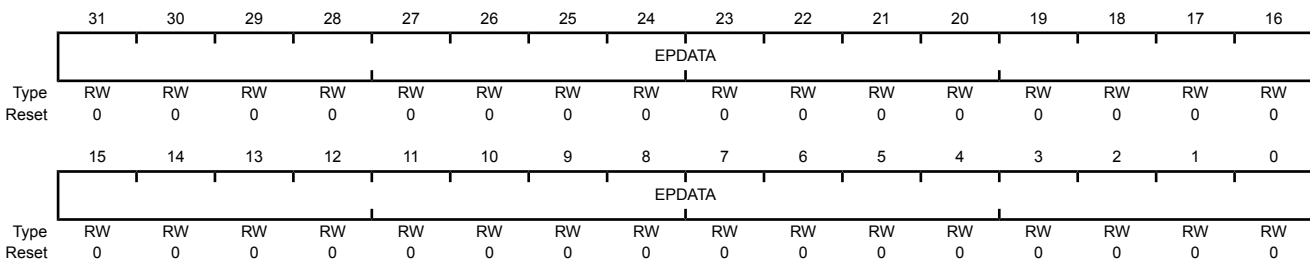 31 30 29 28 27 26 25 24 23 22 21 20 19 18 17 16
EPDATA
Type RW RW RW RW RW RW RW RW RW RW RW RW RW RW RW RW
Reset 0 0 0 0 0 0 0 0 0 0 0 0 0 0 0 0
15 14 13 12 11 10 9 8 7 6 5 4 3 2 1 0
EPDATA
Type RW RW RW RW RW RW RW RW RW RW RW RW RW RW RW RW
Reset 0 0 0 0 0 0 0 0 0 0 0 0 0 0 0 0